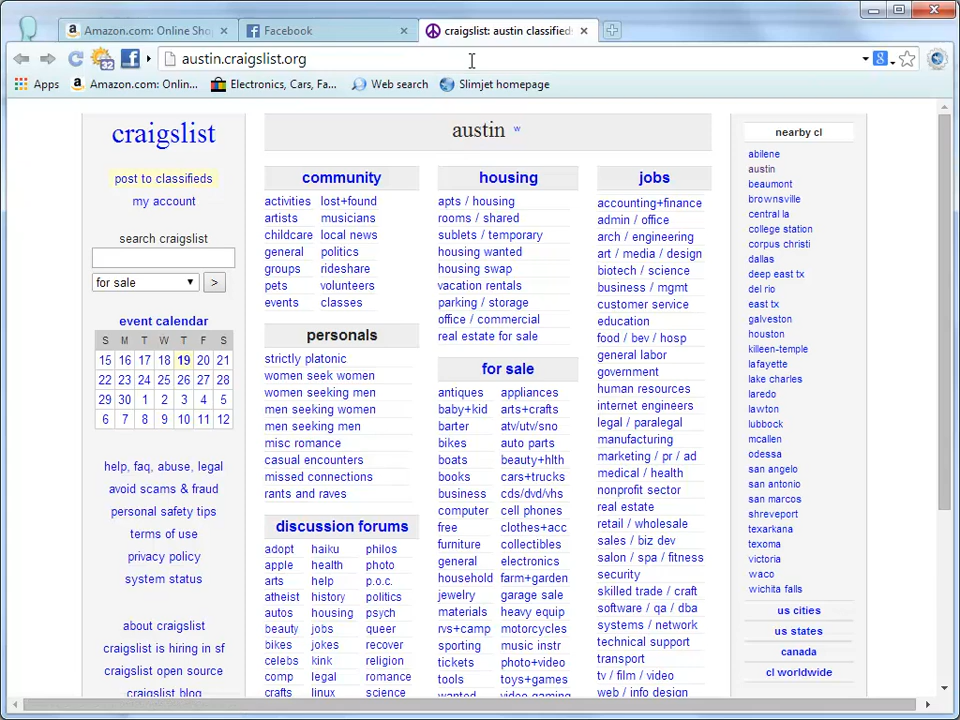 Amazon.com: Online Sho
Facebook
craigslist: austin classified
austin.craigslist.org
Apps
Amazon.com: Onlin...
Electronics, Cars, Fa...
Web search
Slimjet homepage
craigslist
post to classifieds
my account
search craigslist
for sale
>
event calendar
S M T W T F S
15 16 17 18 19 20 21
22 23 24 25 26 27 28
29 30 1 2 3 4 5
6 7 8 9 10 11 12
help, faq, abuse, legal
avoid scams & fraud
personal safety tips
terms of use
privacy policy
system status
about craigslist
craigslist is hiring in sf
craigslist open source
craigslist blog
austin w
community
activities lost+found
artists musicians
childcare local news
general politics
groups rideshare
pets volunteers
events classes
personals
strictly platonic
women seek women
women seeking men
men seeking women
men seeking men
misc romance
casual encounters
missed connections
rants and raves
discussion forums
adopt haiku philos
apple health photo
arts help p.o.c.
atheist history politics
autos housing psych
beauty jobs queer
bikes jokes recover
celebs kink religion
comp legal romance
crafts linux science
housing
apts / housing
rooms / shared
sublets / temporary
housing wanted
housing swap
vacation rentals
parking / storage
office / commercial
real estate for sale
for sale
antiques appliances
baby+kid arts+crafts
barter atv/utv/sno
bikes auto parts
boats beauty+hlth
books cars+trucks
business cds/dvd/vhs
computer cell phones
free clothes+acc
furniture collectibles
general electronics
household farm+garden
jewelry garage sale
materials heavy equip
rvs+camp motorcycles
sporting music instr
tickets photo+video
tools toys+games
wanted video gaming
jobs
accounting+finance
admin / office
arch / engineering
art / media / design
biotech / science
business / mgmt
customer service
education
food / bev / hosp
general labor
government
human resources
internet engineers
legal / paralegal
manufacturing
marketing / pr / ad
medical / health
nonprofit sector
real estate
retail / wholesale
sales / biz dev
salon / spa / fitness
security
skilled trade / craft
software / qa / dba
systems / network
technical support
transport
tv / film / video
web / info design
nearby cl
abilene
austin
beaumont
brownsville
central la
college station
corpus christi
dallas
deep east tx
del rio
east tx
galveston
houston
killeen-temple
lafayette
lake charles
laredo
lawton
lubbock
mcallen
odessa
san angelo
san antonio
san marcos
shreveport
texarkana
texoma
victoria
waco
wichita falls
us cities
us states
canada
cl worldwide